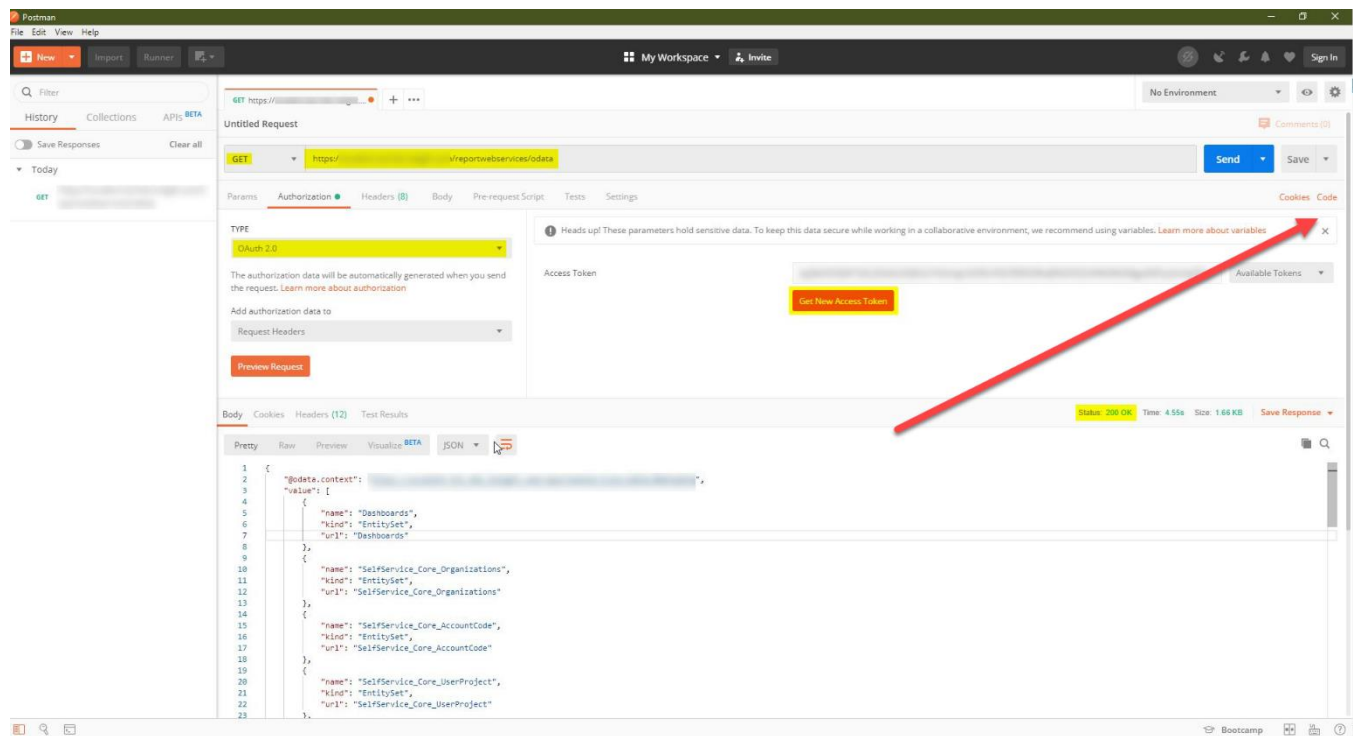 Postman
File Edit View Help
New Import Runner My Workspace Invite Sign In
Filter
History Collections APIs BETA
Save Responses Clear all
Today
GET
GET https:// ...
No Environment
Untitled Request
Comments (0)
GET https:/ /reportwebservices/odata Send Save
Params Authorization Headers (8) Body Pre-request Script Tests Settings Cookies Code
TYPE
OAuth 2.0
The authorization data will be automatically generated when you send
the request. Learn more about authorization
Add authorization data to
Request Headers
Preview Request
Heads up! These parameters hold sensitive data. To keep this data secure while working in a collaborative environment, we recommend using variables. Learn more about variables
Access Token Available Tokens
Get New Access Token
Body Cookies Headers (12) Test Results Status: 200 OK Time: 4.55s Size: 1.66 KB Save Response
Pretty Raw Preview Visualize BETA JSON
1 {
2 "@odata.context": ",
3 "value": [
4 {
5 "name": "Dashboards",
6 "kind": "EntitySet",
7 "url": "Dashboards"
8 },
9 {
10 "name": "SelfService_Core_Organizations",
11 "kind": "EntitySet",
12 "url": "SelfService_Core_Organizations"
13 },
14 {
15 "name": "SelfService_Core_AccountCode",
16 "kind": "EntitySet",
17 "url": "SelfService_Core_AccountCode"
18 },
19 {
20 "name": "SelfService_Core_UserProject",
21 "kind": "EntitySet",
22 "url": "SelfService_Core_UserProject"
23 },
Bootcamp